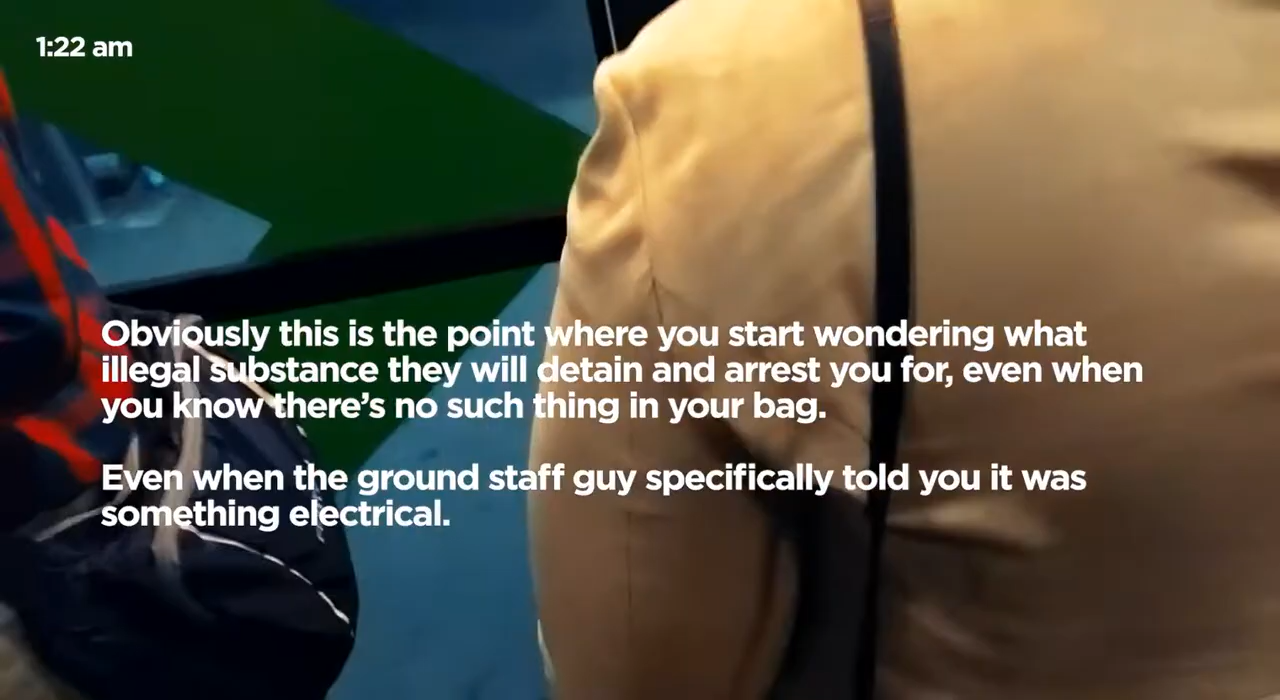 1:22 am
Obviously this is the point where you start wondering what
illegal substance they will detain and arrest you for, even when
you know there’s no such thing in your bag.
Even when the ground staff guy specifically told you it was
something electrical.